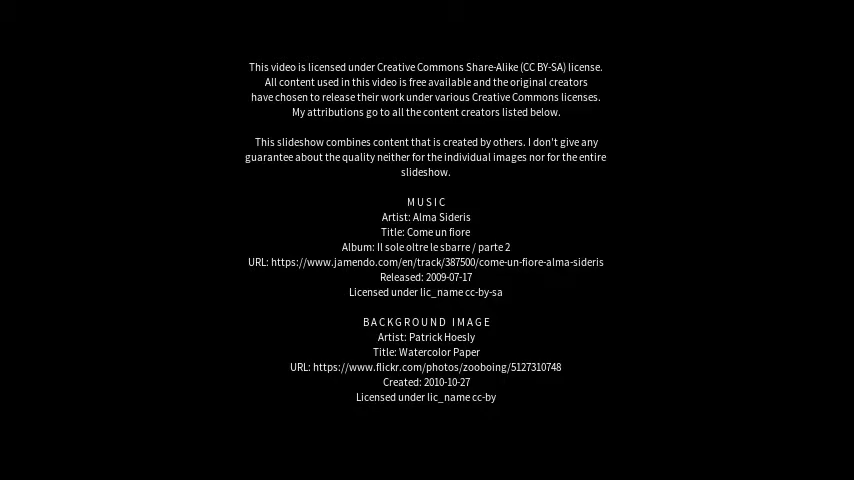 This video is licensed under Creative Commons Share-Alike (CC BY-SA) license.
All content used in this video is free available and the original creators
have chosen to release their work under various Creative Commons licenses.
My attributions go to all the content creators listed below.
This slideshow combines content that is created by others. I don't give any
guarantee about the quality neither for the individual images nor for the entire
slideshow.
MUSIC
Artist: Alma Sideris
Title: Come un fiore
Album: Il sole oltre le sbarre / parte 2
URL: https://www.jamendo.com/en/track/387500/come-un-fiore-alma-sideris
Released: 2009-07-17
Licensed under lic_name cc-by-sa
BACKGROUND IMAGE
Artist: Patrick Hoesly
Title: Watercolor Paper
URL: https://www.flickr.com/photos/zooboing/5127310748
Created: 2010-10-27
Licensed under lic_name cc-by